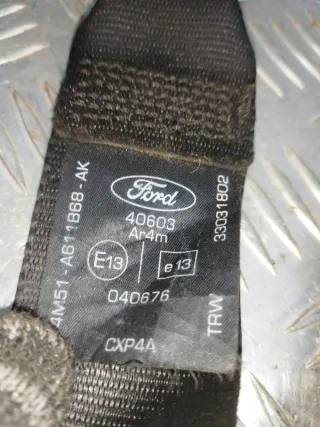 Ford
40603
Ar4m
E13
e13
040676
CXP4A
4M51-A611B68-AK
33031802
TRW